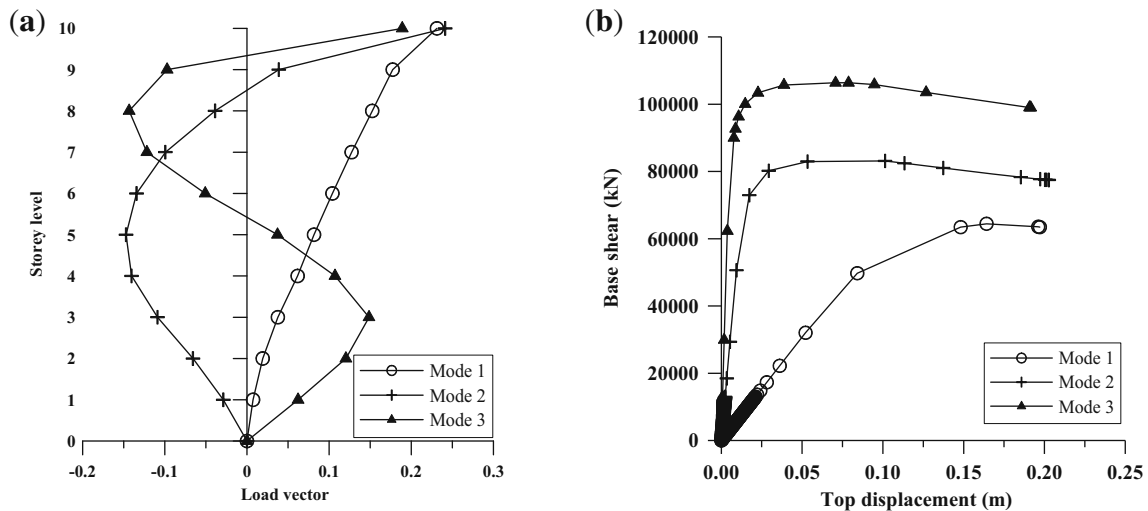 (a)
10
9
8
7
6
5
4
3
2
1
0
Storey level
-0.2
-0.1
0
0.1
0.2
0.3
Load vector
Mode 1
Mode 2
Mode 3
(b)
120000
100000
80000
60000
40000
20000
0
Base shear (kN)
0.00
0.05
0.10
0.15
0.20
0.25
Top displacement (m)
Mode 1
Mode 2
Mode 3